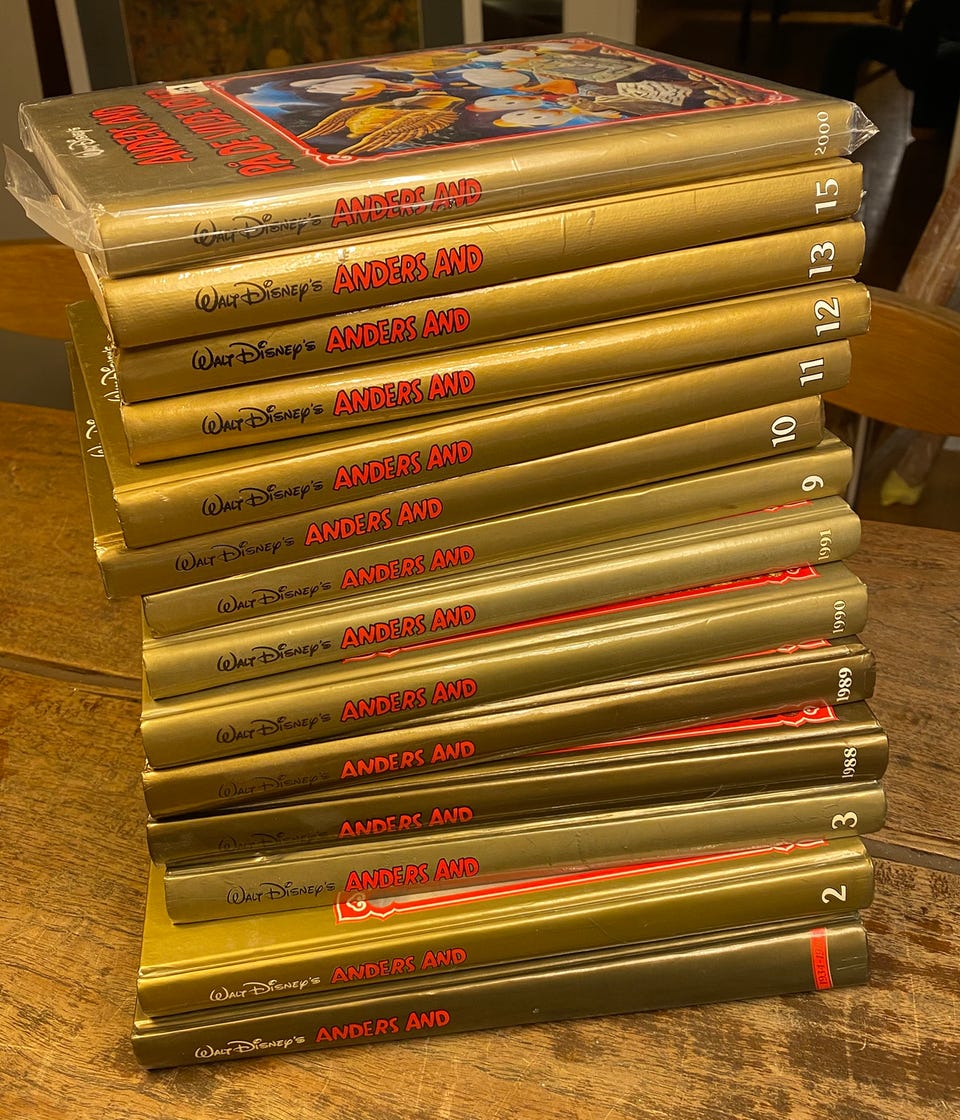 ANDERS AND
PÅ DE VILDE
WALT DISNEY'S ANDERS AND 2000
WALT DISNEY'S ANDERS AND 15
WALT DISNEY'S ANDERS AND 13
WALT DISNEY'S ANDERS AND 12
WALT DISNEY'S ANDERS AND 11
WALT DISNEY'S ANDERS AND 10
WALT DISNEY'S ANDERS AND 9
WALT DISNEY'S ANDERS AND 1991
WALT DISNEY'S ANDERS AND 1990
WALT DISNEY'S ANDERS AND 1989
WALT DISNEY'S ANDERS AND 1988
WALT DISNEY'S ANDERS AND 3
WALT DISNEY'S ANDERS AND 2
WALT DISNEY'S ANDERS AND